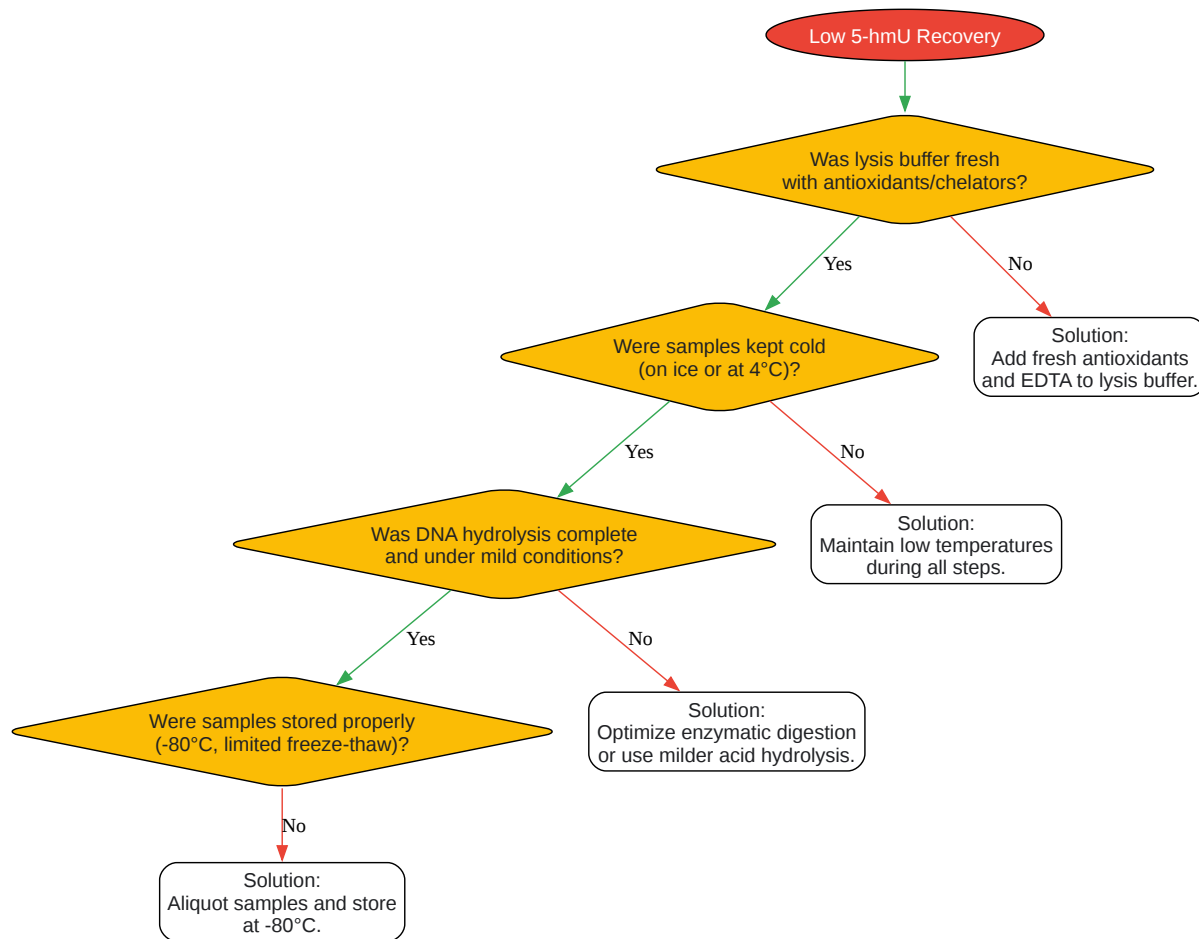 Low 5-hmU Recovery
Was lysis buffer fresh
with antioxidants/chelators?
Yes
No
Were samples kept cold
(on ice or at 4°C)?
Solution:
Add fresh antioxidants
and EDTA to lysis buffer.
Yes
No
Was DNA hydrolysis complete
and under mild conditions?
Solution:
Maintain low temperatures
during all steps.
Yes
No
Were samples stored properly
(-80°C, limited freeze-thaw)?
Solution:
Optimize enzymatic digestion
or use milder acid hydrolysis.
No
Solution:
Aliquot samples and store
at -80°C.